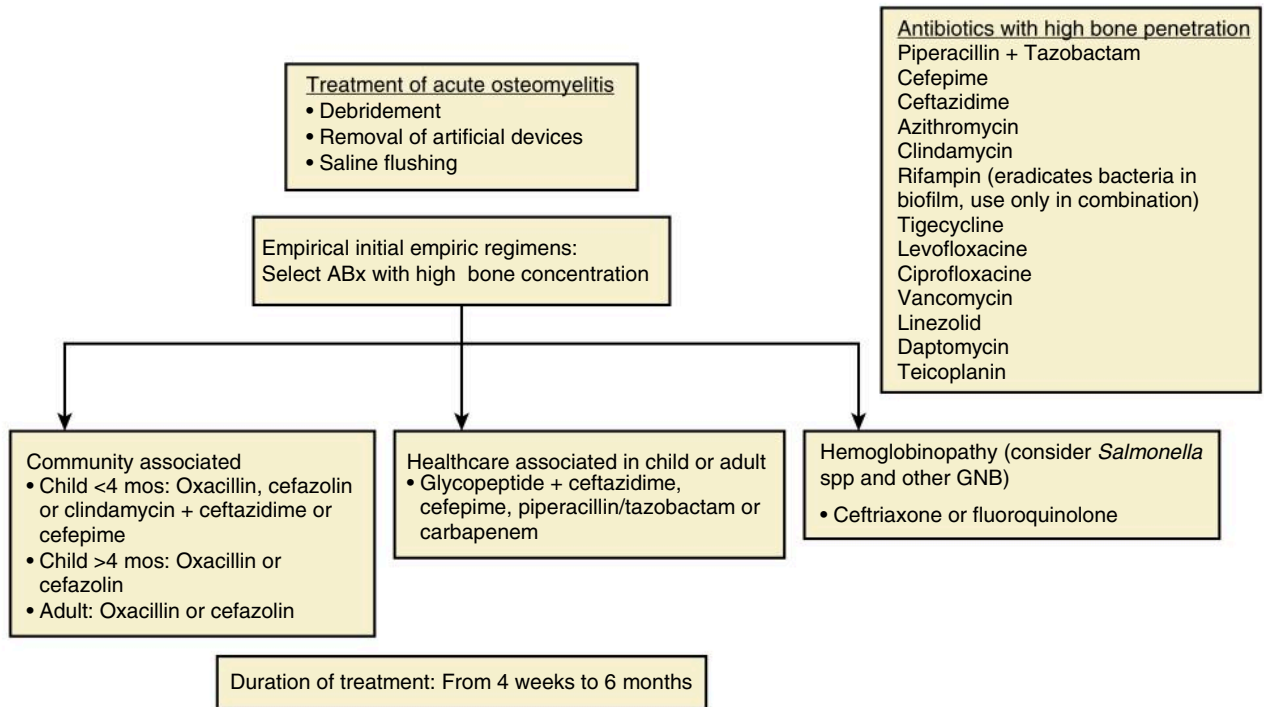 Treatment of acute osteomyelitis
• Debridement
• Removal of artificial devices
• Saline flushing
Antibiotics with high bone penetration
Piperacillin + Tazobactam
Cefepime
Ceftazidime
Azithromycin
Clindamycin
Rifampin (eradicates bacteria in
biofilm, use only in combination)
Tigecycline
Levofloxacine
Ciprofloxacine
Vancomycin
Linezolid
Daptomycin
Teicoplanin
Empirical initial empiric regimens:
Select ABx with high bone concentration
Community associated
• Child <4 mos: Oxacillin, cefazolin
or clindamycin + ceftazidime or
cefepime
• Child >4 mos: Oxacillin or
cefazolin
• Adult: Oxacillin or cefazolin
Healthcare associated in child or adult
• Glycopeptide + ceftazidime,
cefepime, piperacillin/tazobactam or
carbapenem
Hemoglobinopathy (consider Salmonella
spp and other GNB)
• Ceftriaxone or fluoroquinolone
Duration of treatment: From 4 weeks to 6 months